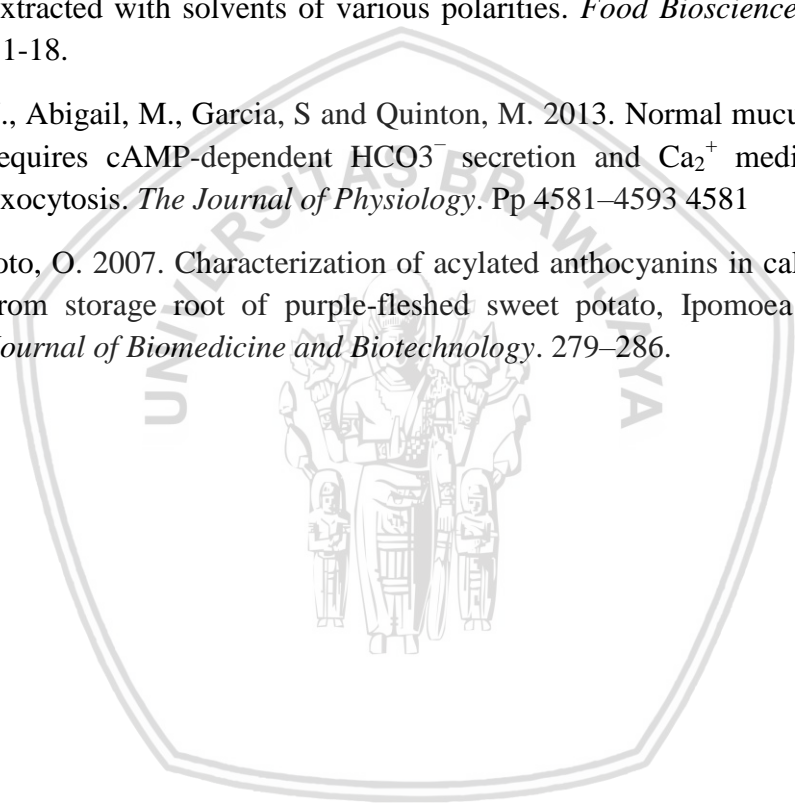 xtracted with solvents of various polarities. Food Bioscience
1-18.
., Abigail, M., Garcia, S and Quinton, M. 2013. Normal mucu
equires cAMP-dependent HCO3⁻ secretion and Ca₂⁺ medi
xocytosis. The Journal of Physiology. Pp 4581–4593 4581
oto, O. 2007. Characterization of acylated anthocyanins in cal
rom storage root of purple-fleshed sweet potato, Ipomoea
ournal of Biomedicine and Biotechnology. 279–286.
UNIVERSITAS BRAWIJAYA